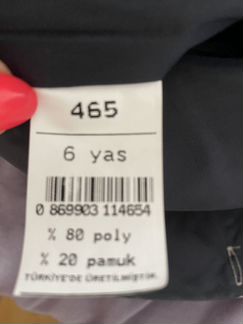 465
6 yas
0 869903 114654
% 80 poly
% 20 pamuk
TÜRKİYE'DE ÜRETİLMİŞTİR.